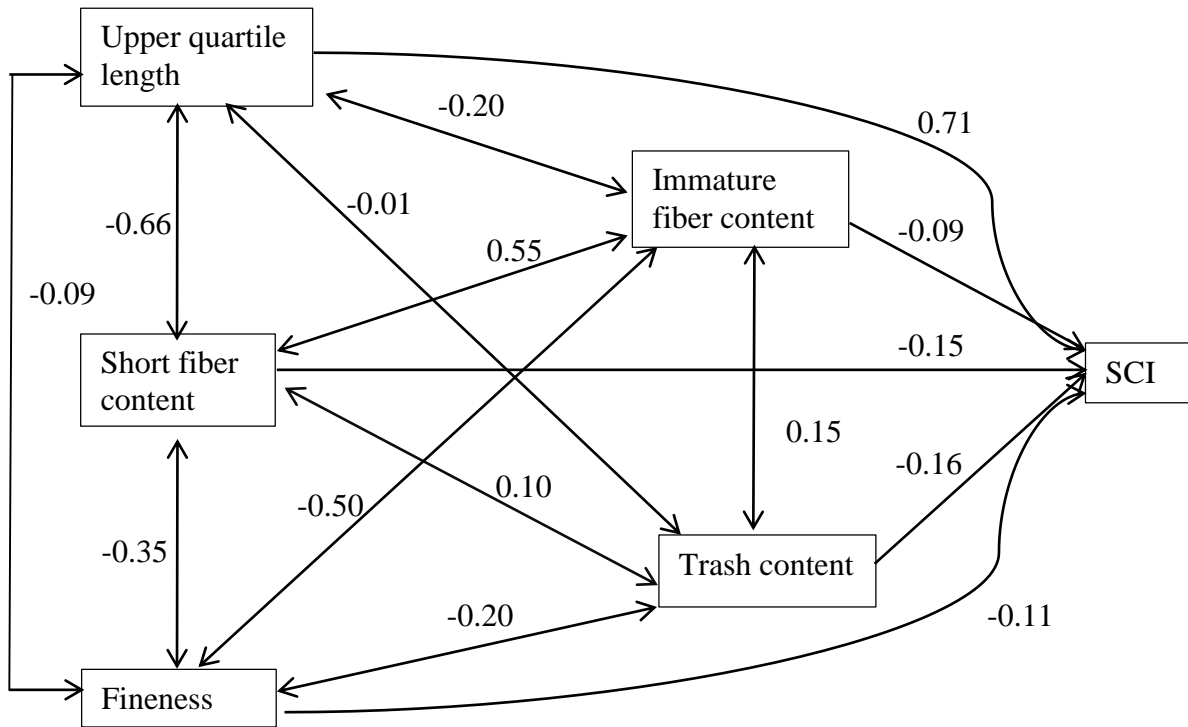 Upper quartile
length
-0.20
0.71
Immature
fiber content
-0.01
-0.66
0.55
-0.09
-0.09
Short fiber
content
-0.15
SCI
0.15
-0.16
0.10
-0.50
-0.35
Trash content
-0.20
-0.11
Fineness